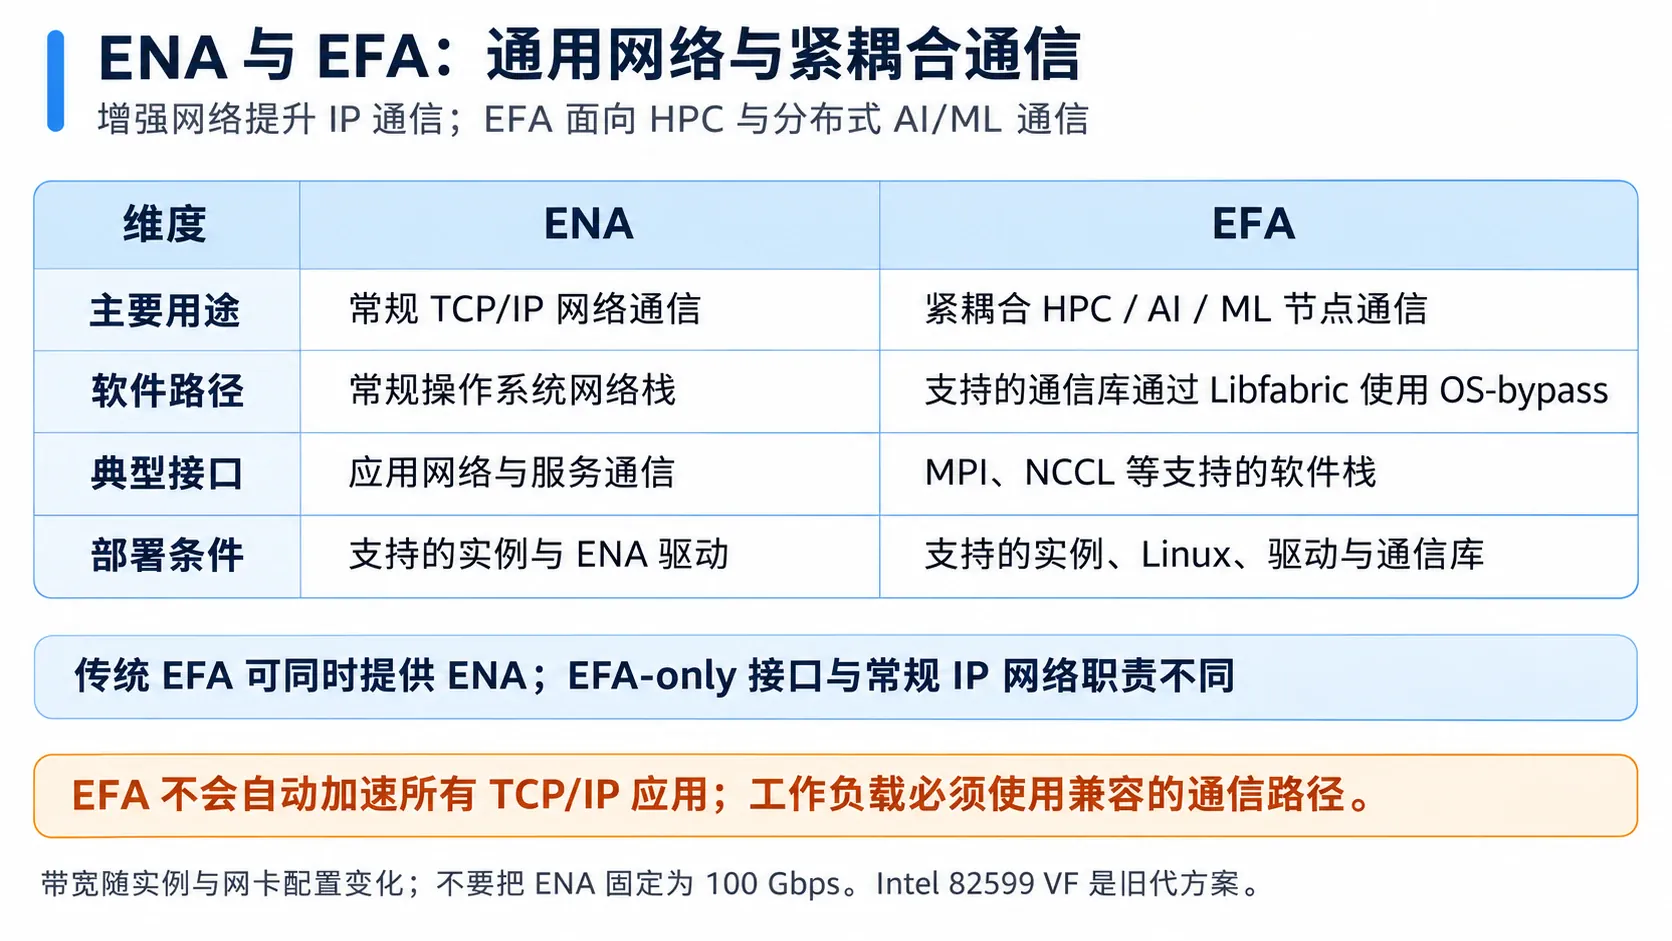 ENA 与 EFA：通用网络与紧耦合通信
增强网络提升 IP 通信；EFA 面向 HPC 与分布式 AI/ML 通信
维度 ENA EFA
主要用途 常规 TCP/IP 网络通信 紧耦合 HPC / AI / ML 节点通信
软件路径 常规操作系统网络栈 支持的通信库通过 Libfabric 使用 OS-bypass
典型接口 应用网络与服务通信 MPI、NCCL 等支持的软件栈
部署条件 支持的实例与 ENA 驱动 支持的实例、Linux、驱动与通信库
传统 EFA 可同时提供 ENA；EFA-only 接口与常规 IP 网络职责不同
EFA 不会自动加速所有 TCP/IP 应用；工作负载必须使用兼容的通信路径。
带宽随实例与网卡配置变化；不要把 ENA 固定为 100 Gbps。Intel 82599 VF 是旧代方案。